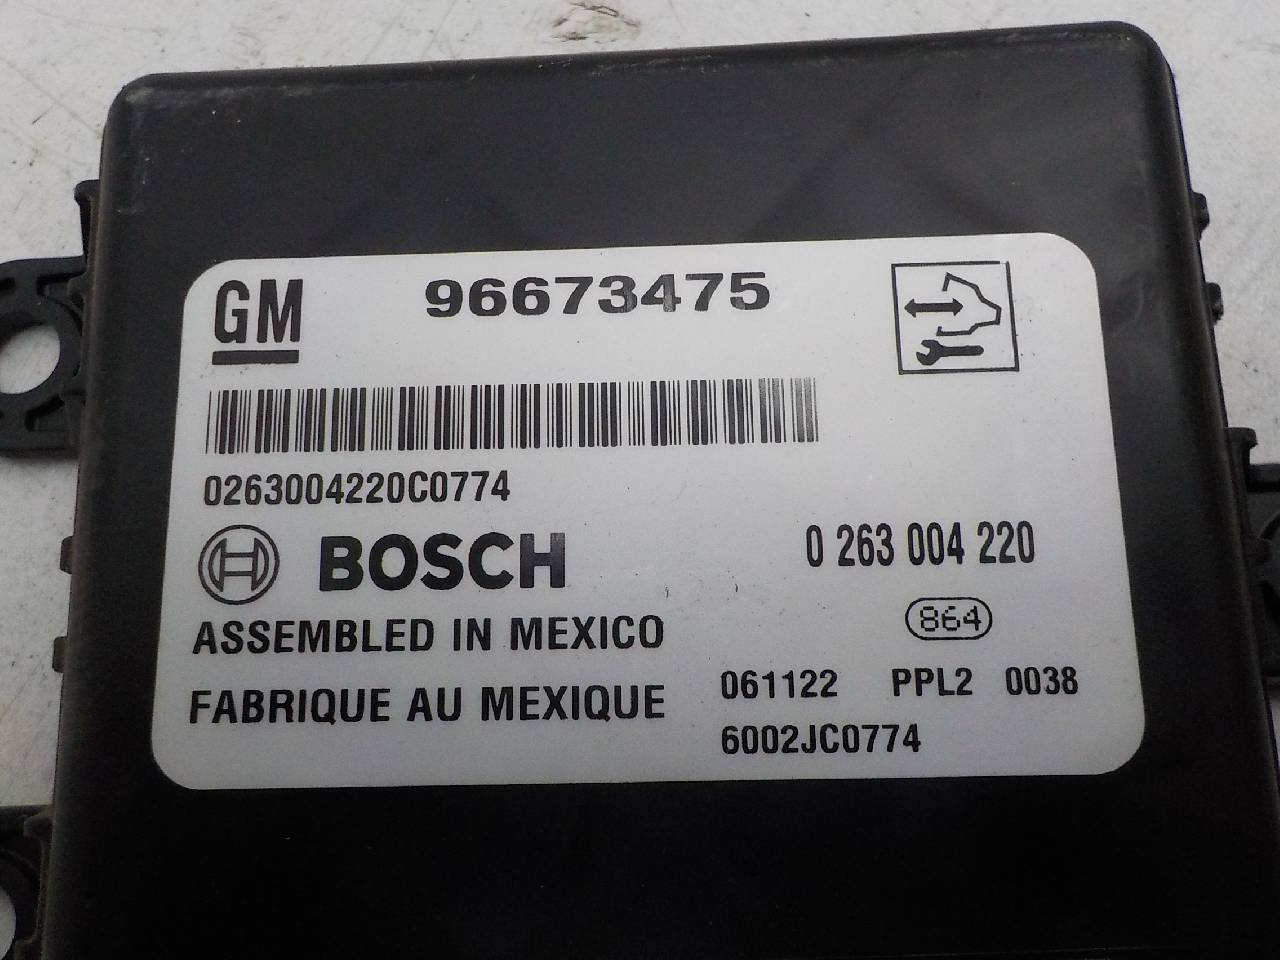 GM 96673475
0263004220C0774
BOSCH 0 263 004 220
864
ASSEMBLED IN MEXICO
FABRIQUE AU MEXIQUE
061122 PPL2 0038
6002JC0774